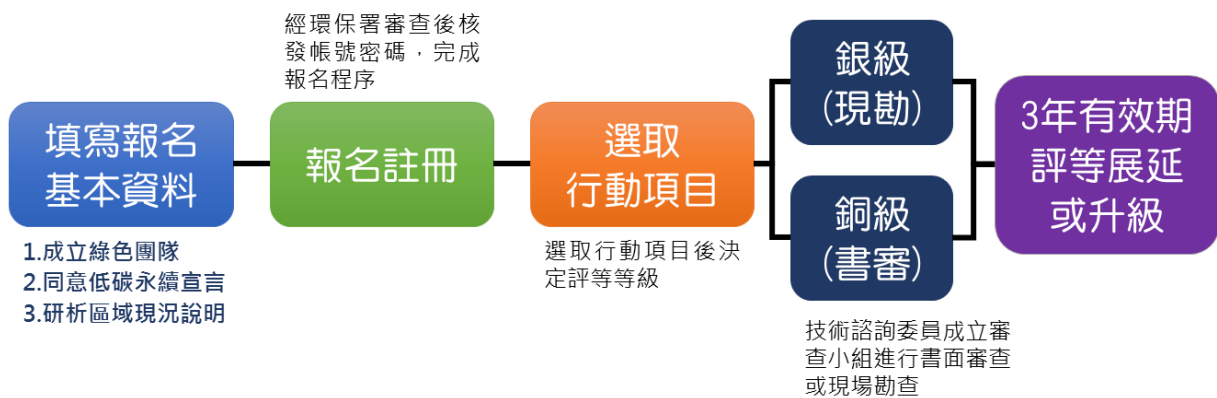 填寫報名
基本資料
1.成立綠色團隊
2.同意低碳永續宣言
3.研析區域現況說明
經環保署審查後核
發帳號密碼，完成
報名程序
報名註冊
選取
行動項目
選取行動項目後決
定評等等級
銀級
(現勘)
銅級
(書審)
技術諮詢委員成立審
查小組進行書面審查
或現場勘查
3年有效期
評等展延
或升級